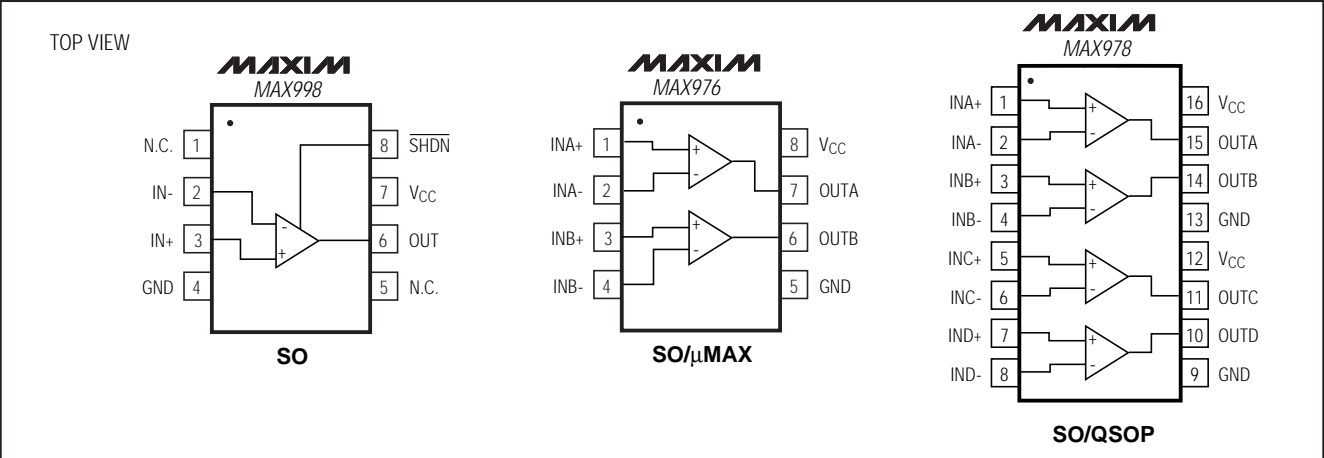 TOP VIEW
MAXIM
MAX998
N.C. 1
IN- 2
IN+ 3
GND 4
8 SHDN
7 VCC
6 OUT
5 N.C.
-
+
SO
MAXIM
MAX976
INA+ 1
INA- 2
INB+ 3
INB- 4
8 VCC
7 OUTA
6 OUTB
5 GND
+
-
+
-
SO/μMAX
MAXIM
MAX978
INA+ 1
INA- 2
INB+ 3
INB- 4
INC+ 5
INC- 6
IND+ 7
IND- 8
16 VCC
15 OUTA
14 OUTB
13 GND
12 VCC
11 OUTC
10 OUTD
9 GND
+
-
+
-
+
-
+
-
SO/QSOP